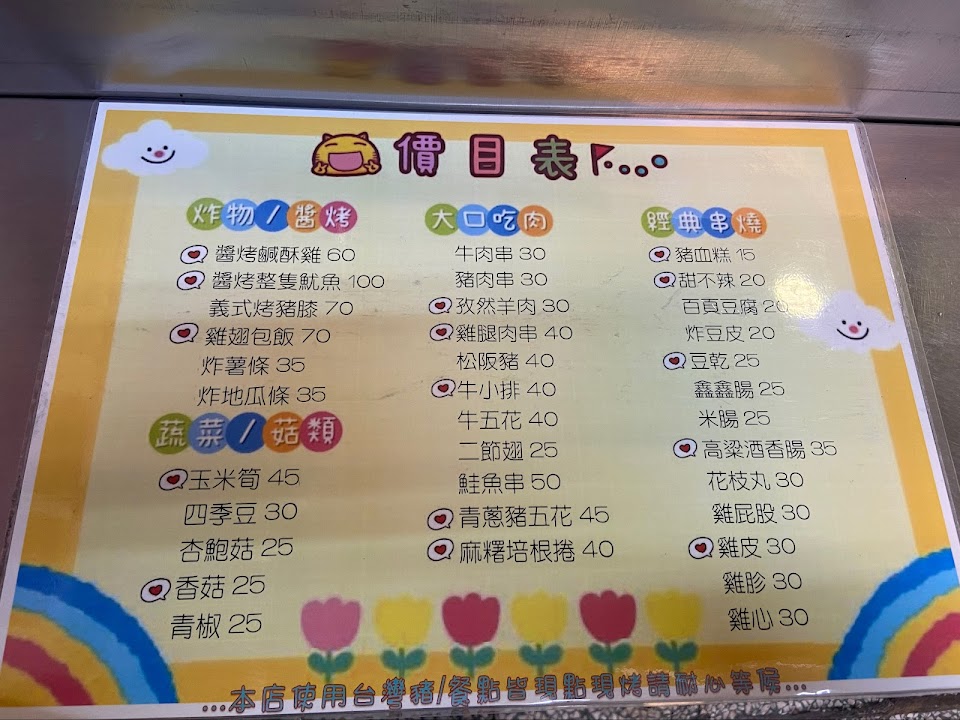 價目表
炸物/醬烤
醬烤鹹酥雞 60
醬烤整隻魷魚 100
義式烤豬膝 70
雞翅包飯 70
炸薯條 35
炸地瓜條 35
蔬菜/菇類
玉米筍 45
四季豆 30
杏鮑菇 25
香菇 25
青椒 25
大口吃肉
牛肉串 30
豬肉串 30
孜然羊肉 30
雞腿肉串 40
松阪豬 40
牛小排 40
牛五花 40
二節翅 25
鮭魚串 50
青蔥豬五花 45
麻糬培根捲 40
經典串燒
豬血糕 15
甜不辣 20
百頁豆腐 20
炸豆皮 20
豆乾 25
鑫鑫腸 25
米腸 25
高粱酒香腸 35
花枝丸 30
雞屁股 30
雞皮 30
雞胗 30
雞心 30
...本店使用台灣豬/餐點皆現點現烤請耐心等候...